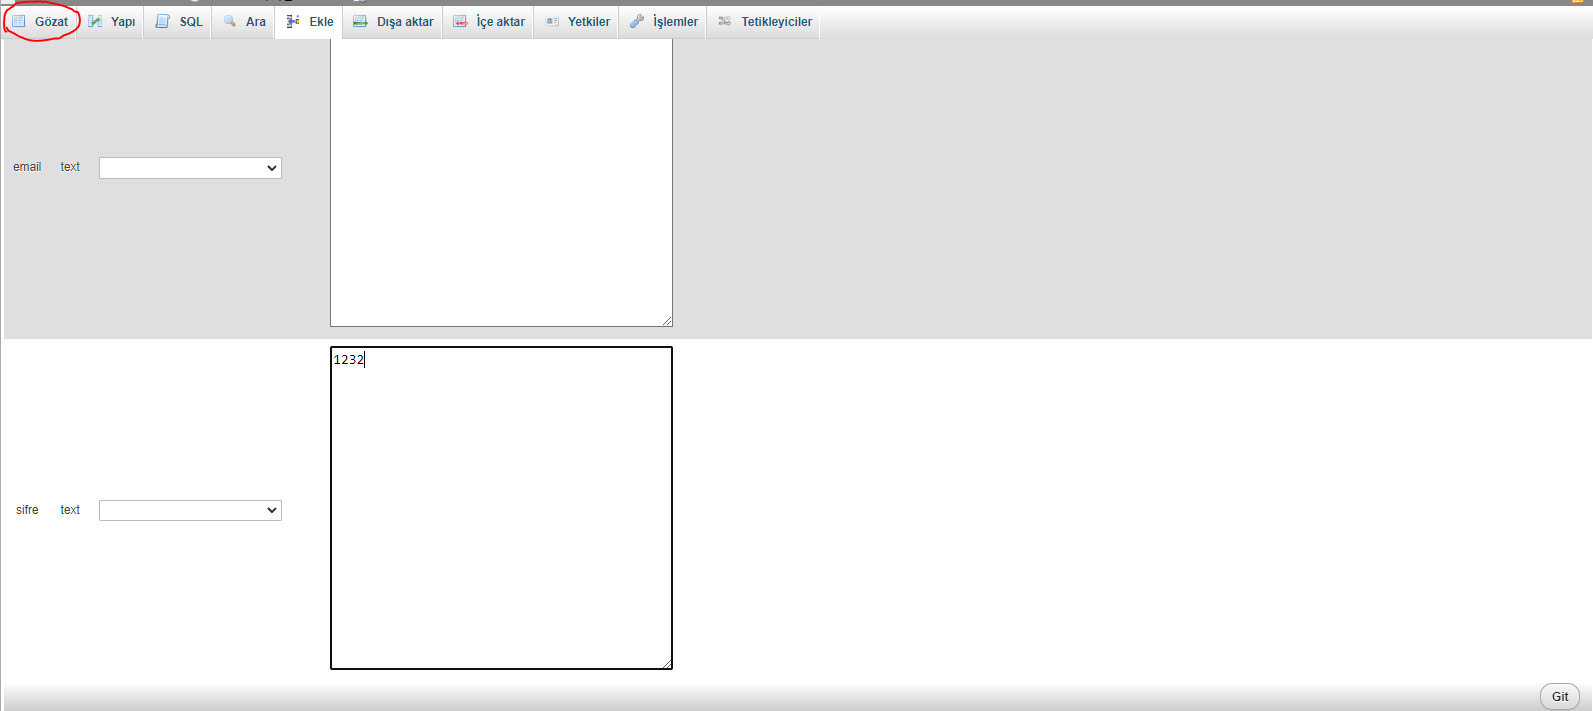 Gözat Yapı SQL Ara Ekle Dışa aktar İçe aktar Yetkiler İşlemler Tetikleyiciler
email text
1232
sifre text
Git